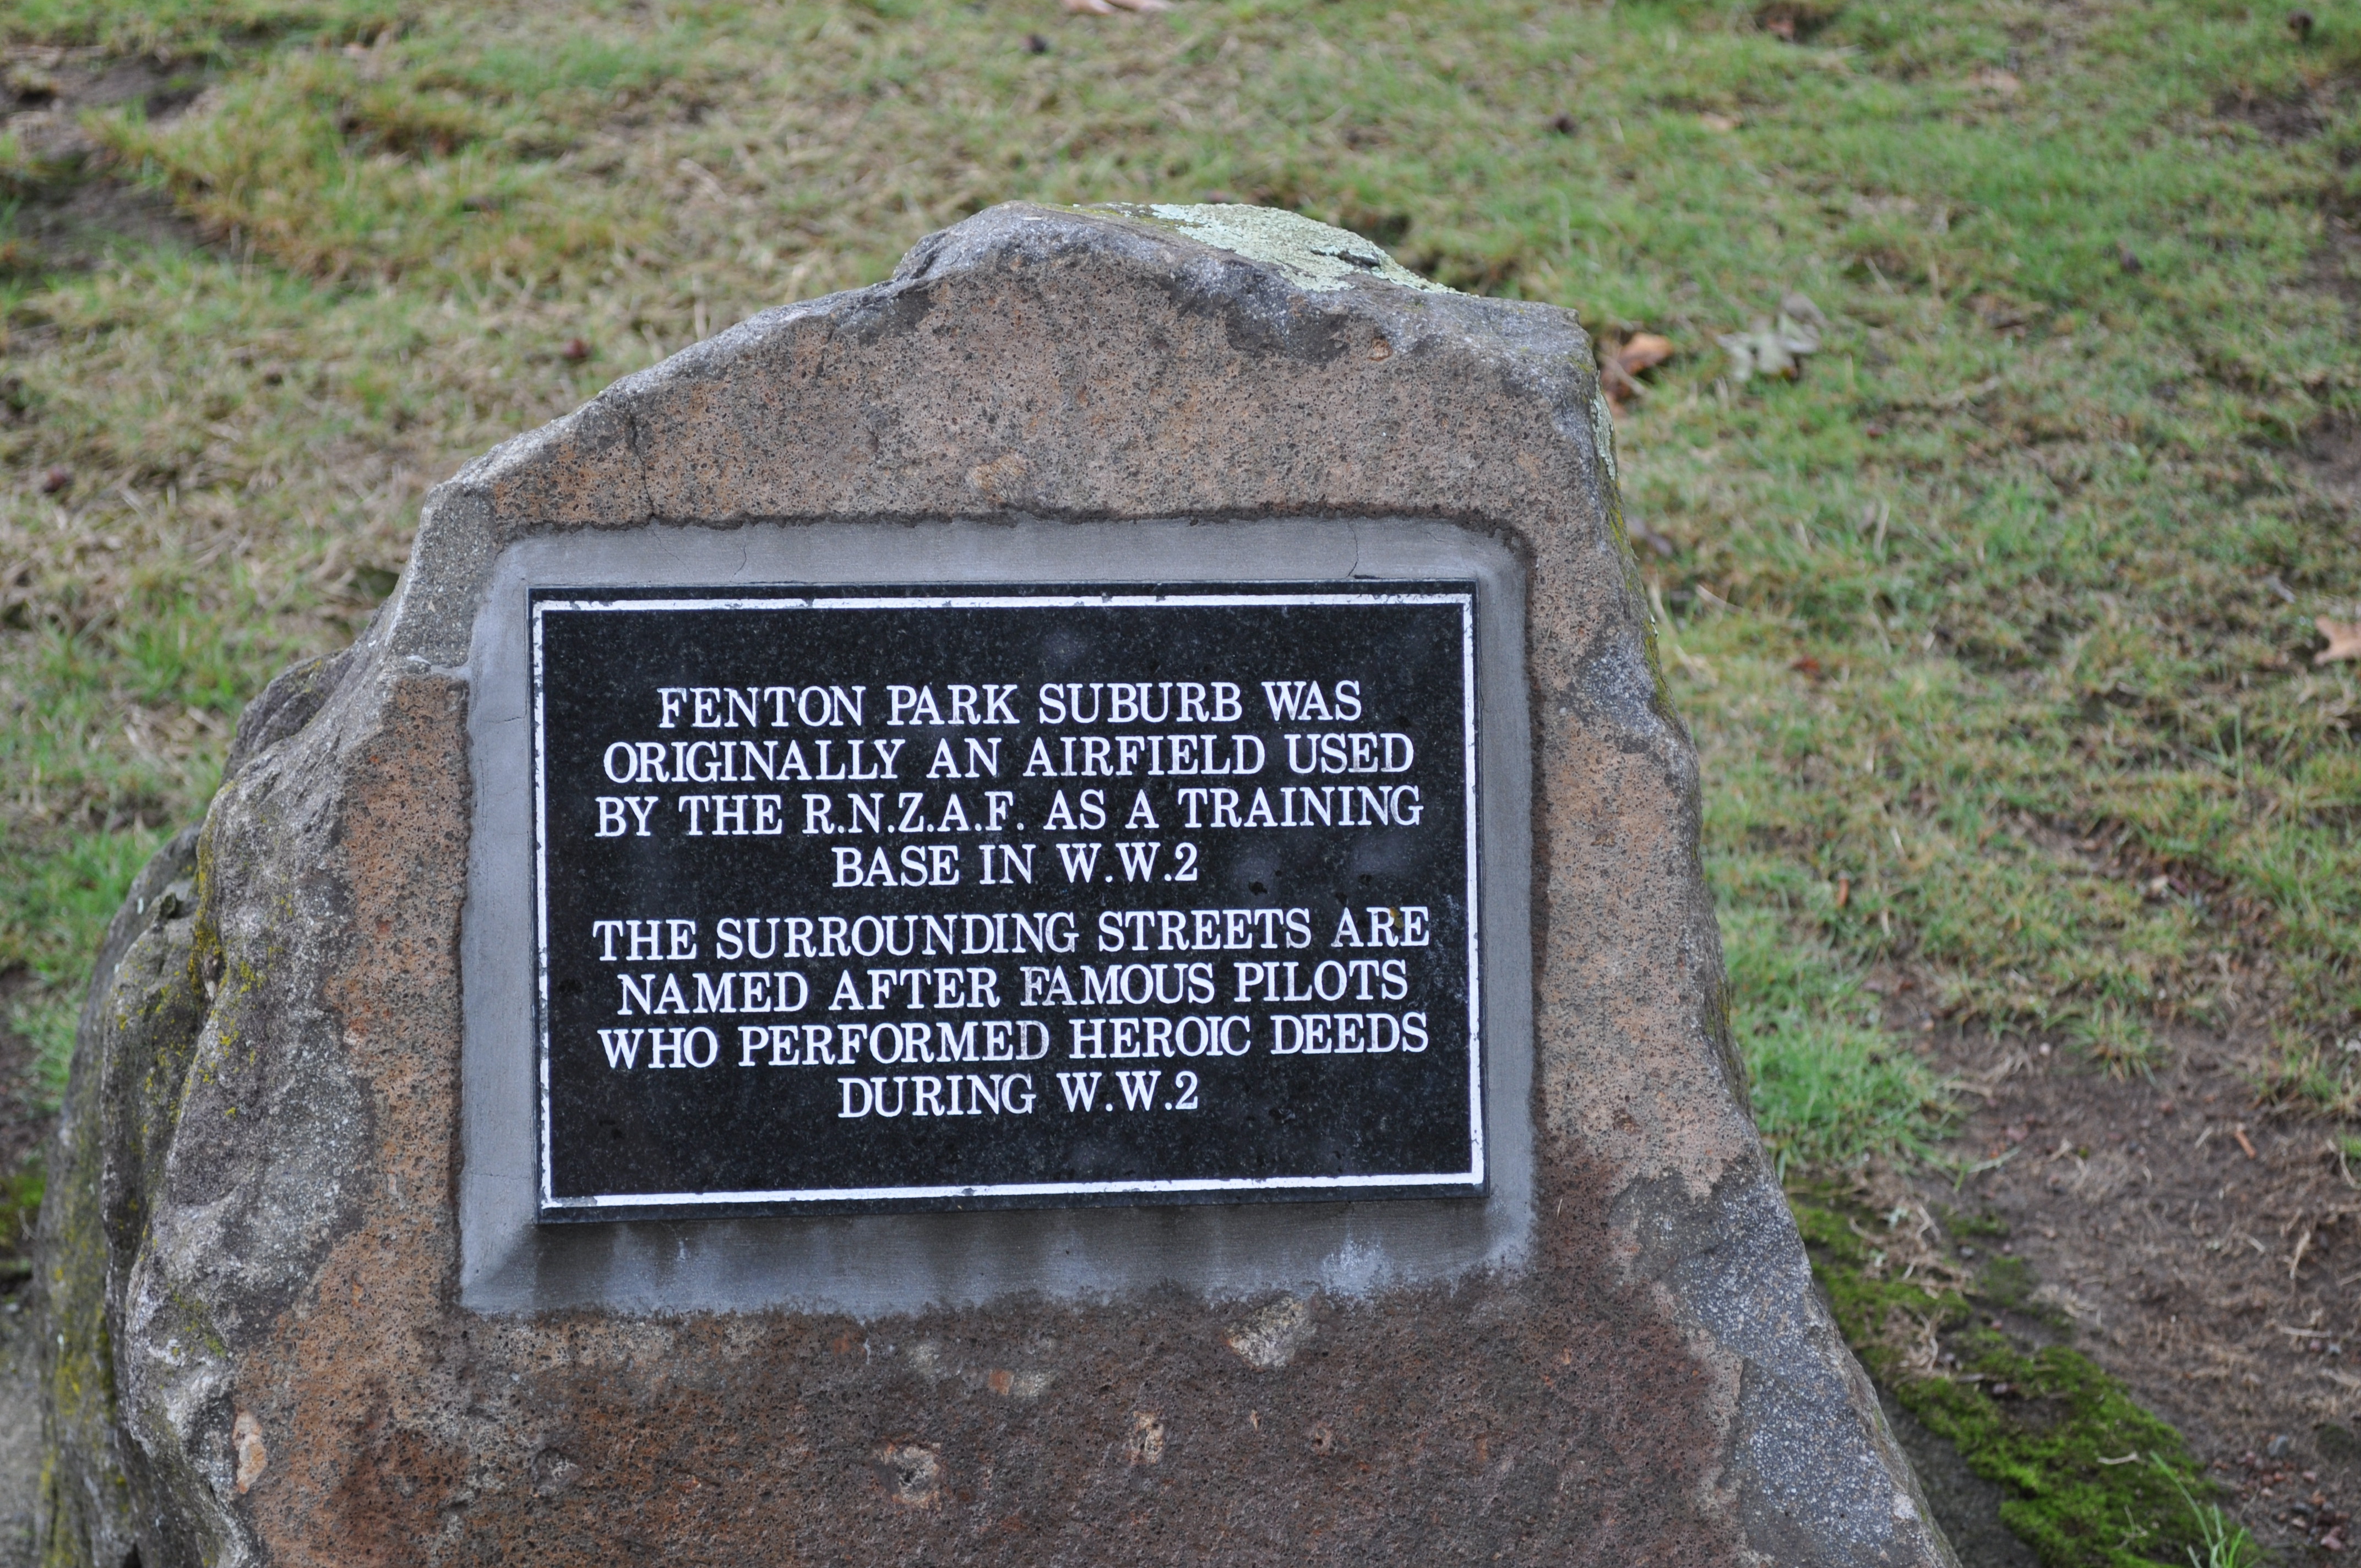 FENTON PARK SUBURB WAS
ORIGINALLY AN AIRFIELD USED
BY THE R.N.Z.A.F. AS A TRAINING
BASE IN W.W.2
THE SURROUNDING STREETS ARE
NAMED AFTER FAMOUS PILOTS
WHO PERFORMED HEROIC DEEDS
DURING W.W.2